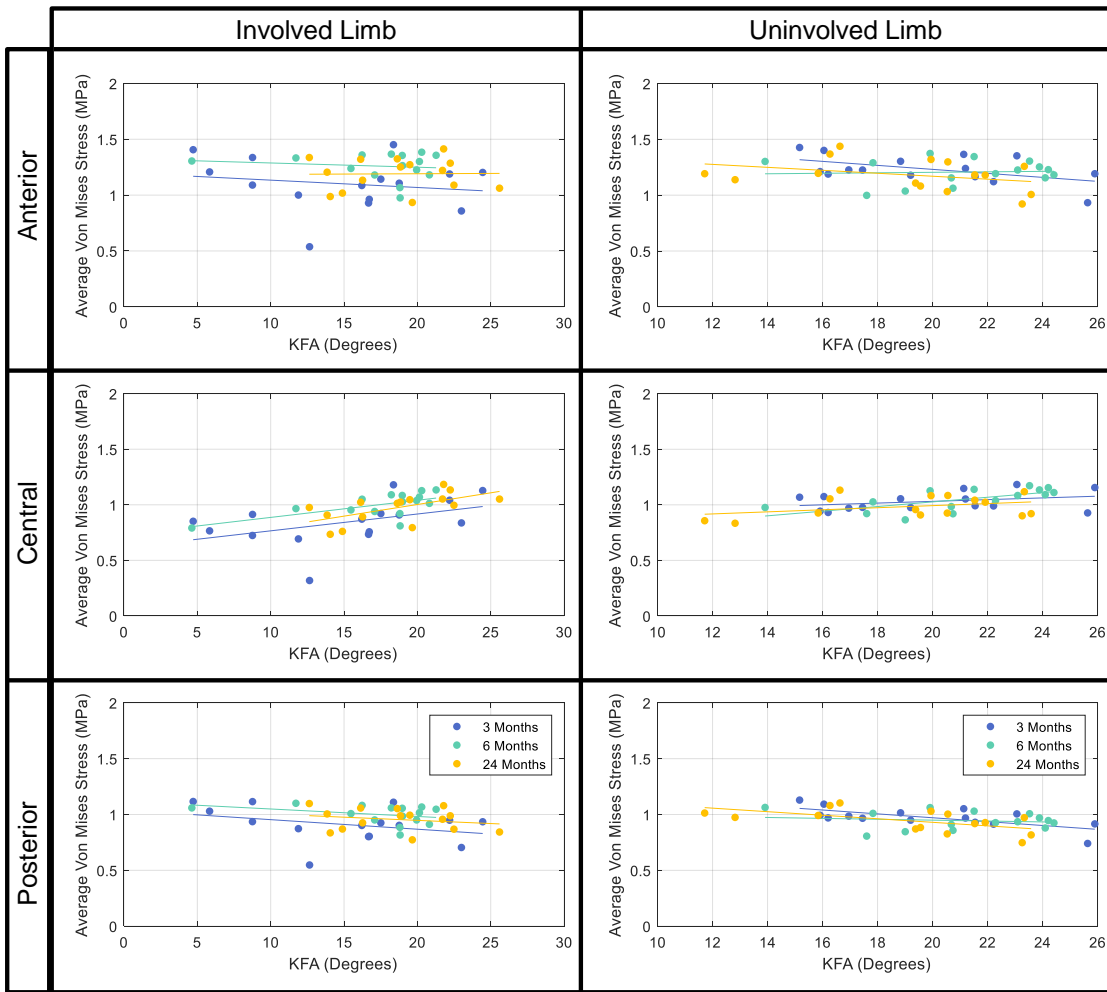 Involved Limb
Uninvolved Limb
Anterior
Average Von Mises Stress (MPa)
2
1.5
1
0.5
0
0 5 10 15 20 25 30
KFA (Degrees)
Average Von Mises Stress (MPa)
2
1.5
1
0.5
0
10 12 14 16 18 20 22 24 26
KFA (Degrees)
Central
Average Von Mises Stress (MPa)
2
1.5
1
0.5
0
0 5 10 15 20 25 30
KFA (Degrees)
Average Von Mises Stress (MPa)
2
1.5
1
0.5
0
10 12 14 16 18 20 22 24 26
KFA (Degrees)
Posterior
Average Von Mises Stress (MPa)
2
1.5
1
0.5
0
3 Months
6 Months
24 Months
0 5 10 15 20 25 30
KFA (Degrees)
Average Von Mises Stress (MPa)
2
1.5
1
0.5
0
3 Months
6 Months
24 Months
10 12 14 16 18 20 22 24 26
KFA (Degrees)